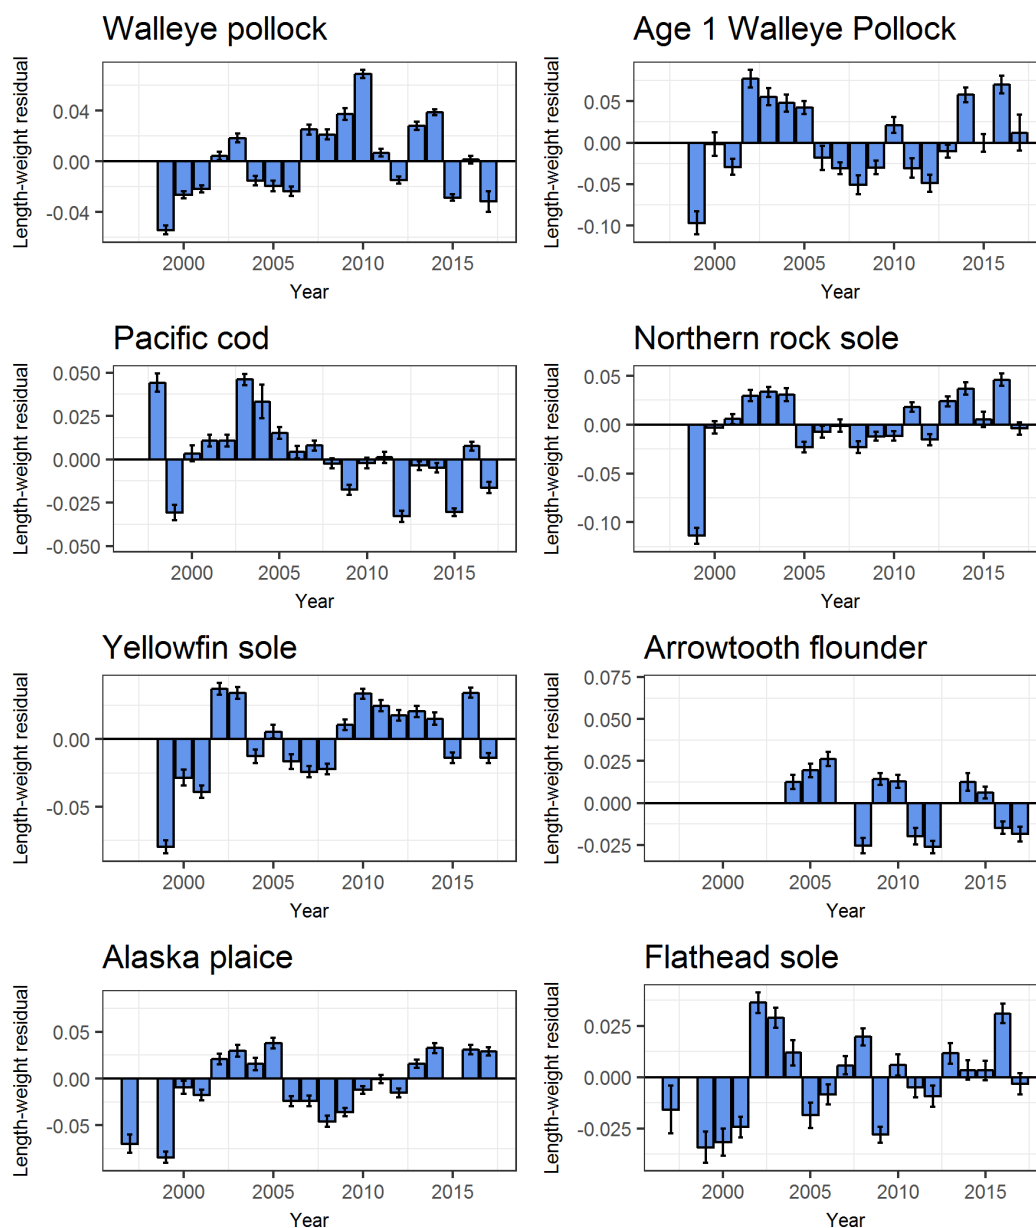 Walleye pollock
Length-weight residual
0.04
0.00
-0.04
2000 2005 2010 2015
Year
Age 1 Walleye Pollock
Length-weight residual
0.05
0.00
-0.05
-0.10
2000 2005 2010 2015
Year
Pacific cod
Length-weight residual
0.050
0.025
0.000
-0.025
-0.050
2000 2005 2010 2015
Year
Northern rock sole
Length-weight residual
0.05
0.00
-0.05
-0.10
2000 2005 2010 2015
Year
Yellowfin sole
Length-weight residual
0.00
-0.05
2000 2005 2010 2015
Year
Arrowtooth flounder
Length-weight residual
0.075
0.050
0.025
0.000
-0.025
2000 2005 2010 2015
Year
Alaska plaice
Length-weight residual
0.05
0.00
-0.05
2000 2005 2010 2015
Year
Flathead sole
Length-weight residual
0.025
0.000
-0.025
2000 2005 2010 2015
Year